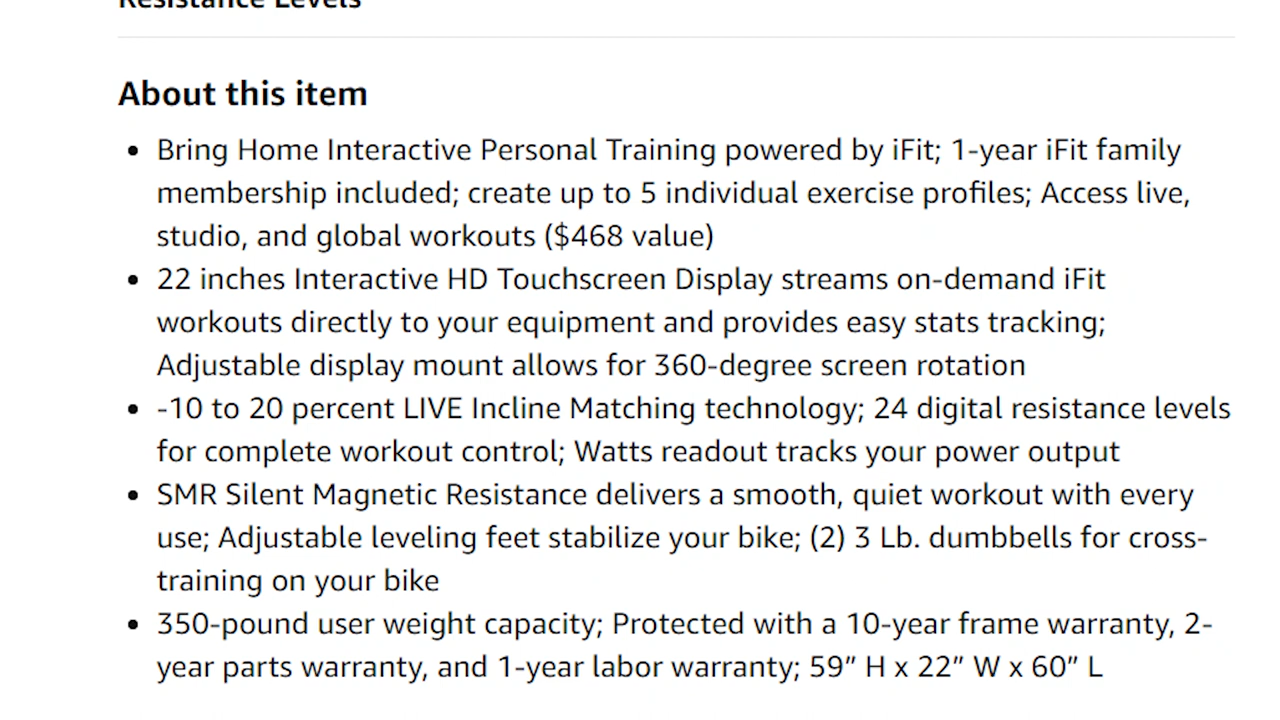 Resistance Levels
About this item
• Bring Home Interactive Personal Training powered by iFit; 1-year iFit family
membership included; create up to 5 individual exercise profiles; Access live,
studio, and global workouts ($468 value)
• 22 inches Interactive HD Touchscreen Display streams on-demand iFit
workouts directly to your equipment and provides easy stats tracking;
Adjustable display mount allows for 360-degree screen rotation
• -10 to 20 percent LIVE Incline Matching technology; 24 digital resistance levels
for complete workout control; Watts readout tracks your power output
• SMR Silent Magnetic Resistance delivers a smooth, quiet workout with every
use; Adjustable leveling feet stabilize your bike; (2) 3 Lb. dumbbells for cross-
training on your bike
• 350-pound user weight capacity; Protected with a 10-year frame warranty, 2-
year parts warranty, and 1-year labor warranty; 59” H x 22” W x 60” L